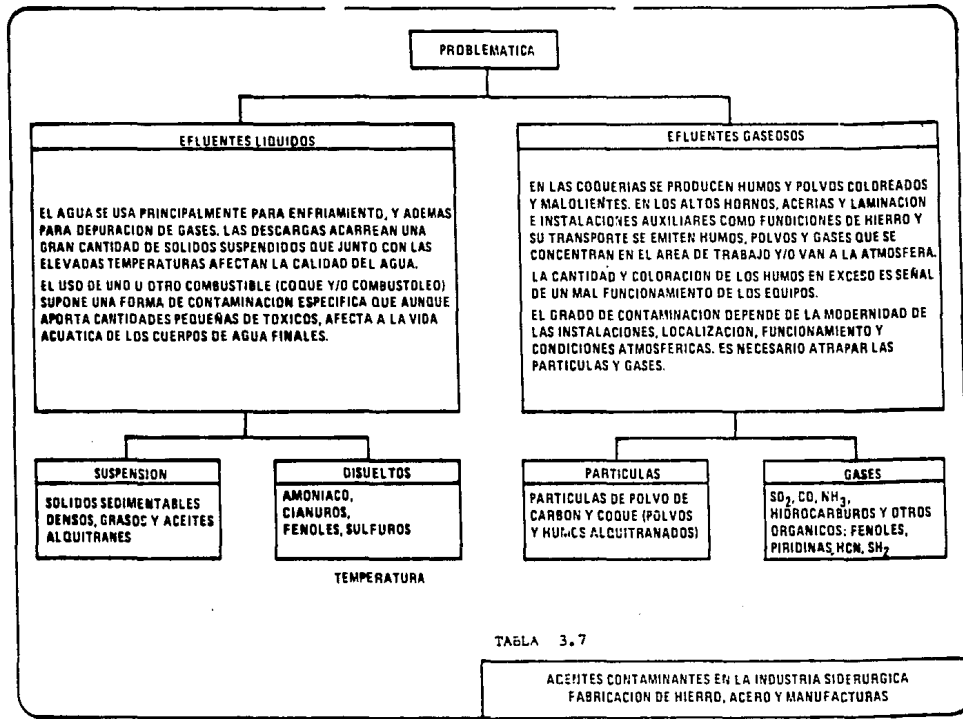 PROBLEMATICA
EFLUENTES LIQUIDOS
EL AGUA SE USA PRINCIPALMENTE PARA ENFRIAMIENTO, Y ADEMAS
PARA DEPURACION DE GASES. LAS DESCARGAS ACARREAN UNA
GRAN CANTIDAD DE SOLIDOS SUSPENDIDOS QUE JUNTO CON LAS
ELEVADAS TEMPERATURAS AFECTAN LA CALIDAD DEL AGUA.
EL USO DE UNO U OTRO COMBUSTIBLE (COQUE Y/O COMBUSTOLEO)
SUPONE UNA FORMA DE CONTAMINACION ESPECIFICA QUE AUNQUE
APORTA CANTIDADES PEQUEÑAS DE TOXICOS, AFECTA A LA VIDA
ACUATICA DE LOS CUERPOS DE AGUA FINALES.
EFLUENTES GASEOSOS
EN LAS COQUERIAS SE PRODUCEN HUMOS Y POLVOS COLOREADOS
Y MALOLIENTES. EN LOS ALTOS HORNOS, ACERIAS Y LAMINACION
E INSTALACIONES AUXILIARES COMO FUNDICIONES DE HIERRO Y
SU TRANSPORTE SE EMITEN HUMOS, POLVOS Y GASES QUE SE
CONCENTRAN EN EL AREA DE TRABAJO Y/O VAN A LA ATMOSFERA.
LA CANTIDAD Y COLORACION DE LOS HUMOS EN EXCESO ES SEÑAL
DE UN MAL FUNCIONAMIENTO DE LOS EQUIPOS.
EL GRADO DE CONTAMINACION DEPENDE DE LA MODERNIDAD DE
LAS INSTALACIONES, LOCALIZACION, FUNCIONAMIENTO Y
CONDICIONES ATMOSFERICAS. ES NECESARIO ATRAPAR LAS
PARTICULAS Y GASES.
SUSPENSION
SOLIDOS SEDIMENTABLES
DENSOS, GRASOS Y ACEITES
ALQUITRANES
DISUELTOS
AMONIACO,
CIANUROS,
FENOLES, SULFUROS
TEMPERATURA
PARTICULAS
PARTICULAS DE POLVO DE
CARBON Y COQUE (POLVOS
Y HUMOS ALQUITRANADOS)
GASES
SO2, CO, NH3,
HIDROCARBUROS Y OTROS
ORGANICOS: FENOLES,
PIRIDINAS, HCN, SH2
TABLA 3.7
AGENTES CONTAMINANTES EN LA INDUSTRIA SIDERURGICA
FABRICACION DE HIERRO, ACERO Y MANUFACTURAS